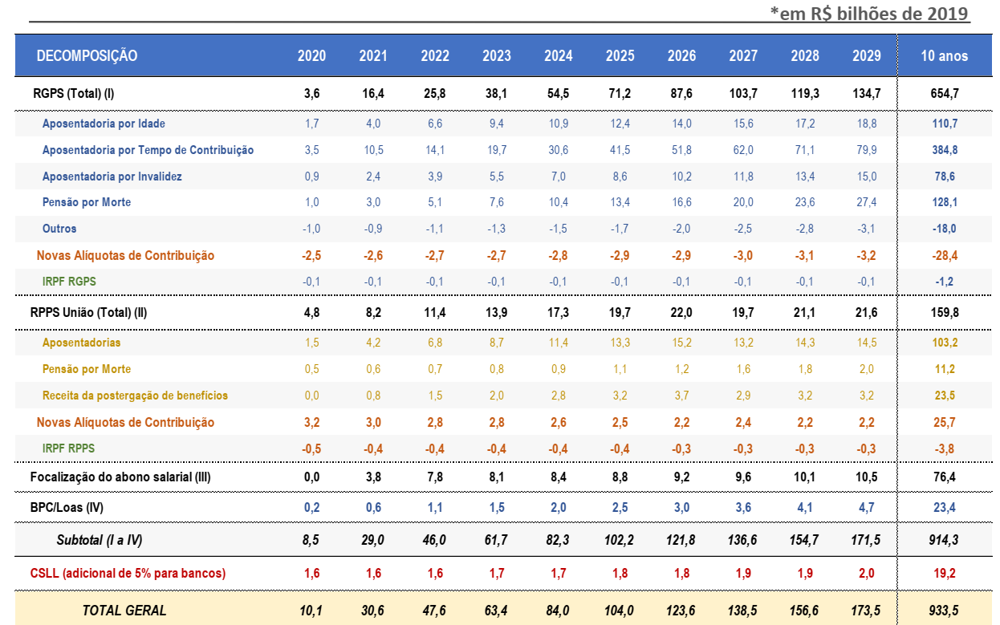 *em R$ bilhões de 2019
DECOMPOSIÇÃO 2020 2021 2022 2023 2024 2025 2026 2027 2028 2029 10 anos
RGPS (Total) (I) 3,6 16,4 25,8 38,1 54,5 71,2 87,6 103,7 119,3 134,7 654,7
Aposentadoria por Idade 1,7 4,0 6,6 9,4 10,9 12,4 14,0 15,6 17,2 18,8 110,7
Aposentadoria por Tempo de Contribuição 3,5 10,5 14,1 19,7 30,6 41,5 51,8 62,0 71,1 79,9 384,8
Aposentadoria por Invalidez 0,9 2,4 3,9 5,5 7,0 8,6 10,2 11,8 13,4 15,0 78,6
Pensão por Morte 1,0 3,0 5,1 7,6 10,4 13,4 16,6 20,0 23,6 27,4 128,1
Outros -1,0 -0,9 -1,1 -1,3 -1,5 -1,7 -2,0 -2,5 -2,8 -3,1 -18,0
Novas Alíquotas de Contribuição -2,5 -2,6 -2,7 -2,7 -2,8 -2,9 -2,9 -3,0 -3,1 -3,2 -28,4
IRPF RGPS -0,1 -0,1 -0,1 -0,1 -0,1 -0,1 -0,1 -0,1 -0,1 -0,1 -1,2
RPPS União (Total) (II) 4,8 8,2 11,4 13,9 17,3 19,7 22,0 19,7 21,1 21,6 159,8
Aposentadorias 1,5 4,2 6,8 8,7 11,4 13,3 15,2 13,2 14,3 14,5 103,2
Pensão por Morte 0,5 0,6 0,7 0,8 0,9 1,1 1,2 1,6 1,8 2,0 11,2
Receita da postergação de benefícios 0,0 0,8 1,5 2,0 2,8 3,2 3,7 2,9 3,2 3,2 23,5
Novas Alíquotas de Contribuição 3,2 3,0 2,8 2,8 2,6 2,5 2,2 2,4 2,2 2,2 25,7
IRPF RPPS -0,5 -0,4 -0,4 -0,4 -0,4 -0,4 -0,3 -0,3 -0,3 -0,3 -3,8
Focalização do abono salarial (III) 0,0 3,8 7,8 8,1 8,4 8,8 9,2 9,6 10,1 10,5 76,4
BPC/Loas (IV) 0,2 0,6 1,1 1,5 2,0 2,5 3,0 3,6 4,1 4,7 23,4
Subtotal (I a IV) 8,5 29,0 46,0 61,7 82,3 102,2 121,8 136,6 154,7 171,5 914,3
CSLL (adicional de 5% para bancos) 1,6 1,6 1,6 1,7 1,7 1,8 1,8 1,9 1,9 2,0 19,2
TOTAL GERAL 10,1 30,6 47,6 63,4 84,0 104,0 123,6 138,5 156,6 173,5 933,5